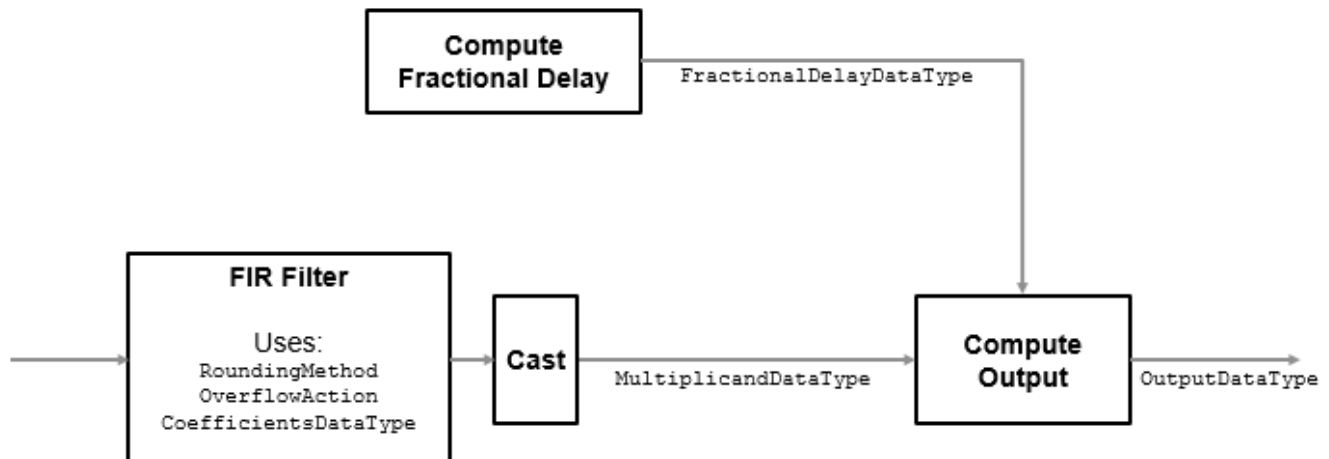 Compute
Fractional Delay
FractionalDelayDataType
FIR Filter
Uses:
RoundingMethod
OverflowAction
CoefficientsDataType
Cast
MultiplicandDataType
Compute
Output
OutputDataType